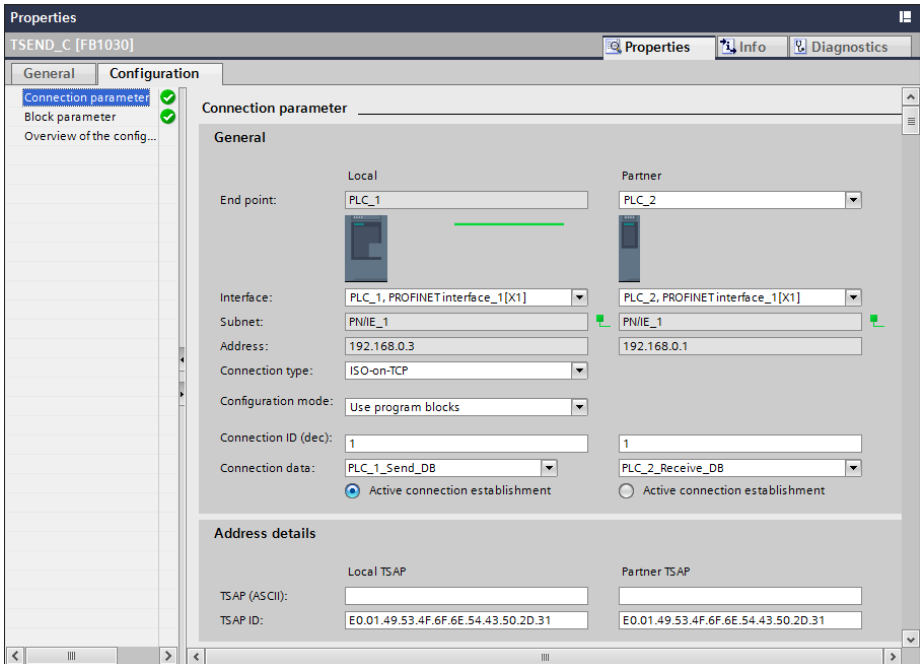 Properties
TSEND_C [FB1030]
Properties
Info
Diagnostics
General
Configuration
Connection parameter
Block parameter
Overview of the config...
Connection parameter
General
Local Partner
End point: PLC_1 PLC_2
Interface: PLC_1, PROFINET interface_1[X1] PLC_2, PROFINET interface_1[X1]
Subnet: PN/IE_1 PN/IE_1
Address: 192.168.0.3 192.168.0.1
Connection type: ISO-on-TCP
Configuration mode: Use program blocks
Connection ID (dec): 1 1
Connection data: PLC_1_Send_DB PLC_2_Receive_DB
Active connection establishment Active connection establishment
Address details
Local TSAP Partner TSAP
TSAP (ASCII):
TSAP ID: E0.01.49.53.4F.6F.6E.54.43.50.2D.31 E0.01.49.53.4F.6F.6E.54.43.50.2D.31